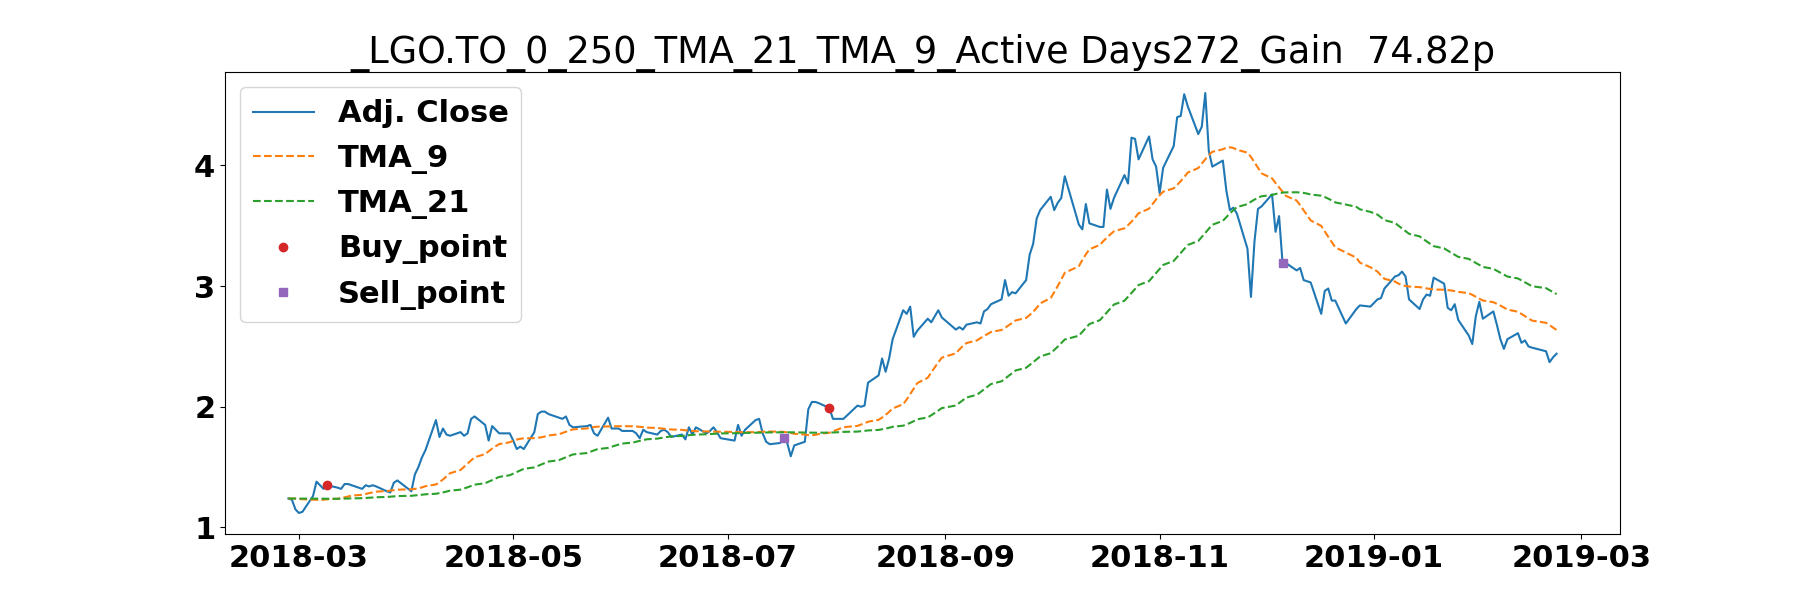 _LGO.TO_0_250_TMA_21_TMA_9_Active Days272_Gain  74.82p
Adj. Close
TMA_9
TMA_21
Buy_point
Sell_point
4
3
2
1
2018-03 2018-05 2018-07 2018-09 2018-11 2019-01 2019-03